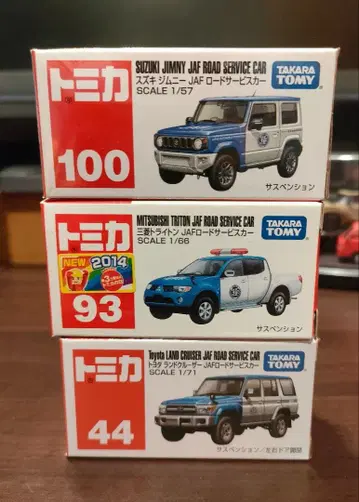 トミカ
100
SUZUKI JIMNY JAF ROAD SERVICE CAR
スズキ ジムニー JAF ロードサービスカー
SCALE 1/57
TAKARA TOMY
サスペンション
トミカ
NEW 2014
93
MITSUBISHI TRITON JAF ROAD SERVICE CAR
三菱トライトン JAFロードサービスカー
SCALE 1/66
TAKARA TOMY
サスペンション
トミカ
44
Toyota LAND CRUISER JAF ROAD SERVICE CAR
トヨタ ランドクルーザー JAFロードサービスカー
SCALE 1/71
TAKARA TOMY
サスペンション/左右ドア開閉